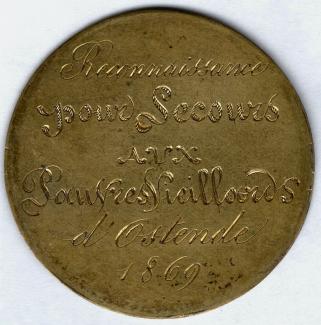 Reconnaissance
pour Secours
AUX
Pauvres Vieillards
d'Ostende
1869